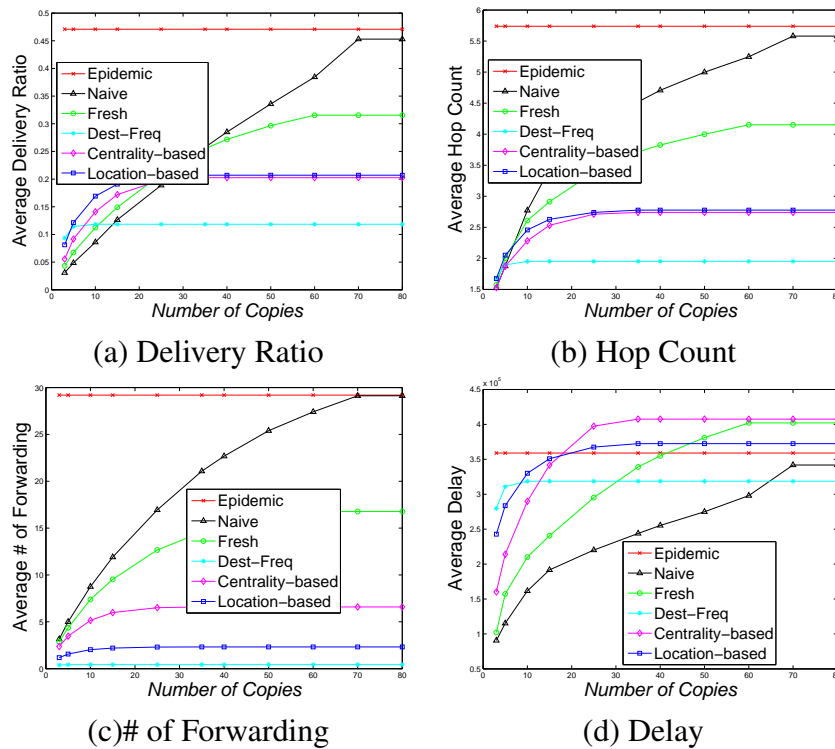 0.5
0.45
0.4
0.35
0.3
0.25
0.2
0.15
0.1
0.05
0
0 10 20 30 40 50 60 70 80
Average Delivery Ratio
Number of Copies
Epidemic
Naive
Fresh
Dest-Freq
Centrality-based
Location-based
(a) Delivery Ratio
6
5.5
5
4.5
4
3.5
3
2.5
2
1.5
0 10 20 30 40 50 60 70 80
Average Hop Count
Number of Copies
Epidemic
Naive
Fresh
Dest-Freq
Centrality-based
Location-based
(b) Hop Count
30
25
20
15
10
5
0
0 10 20 30 40 50 60 70 80
Average # of Forwarding
Number of Copies
Epidemic
Naive
Fresh
Dest-Freq
Centrality-based
Location-based
(c)# of Forwarding
x 10^5
4.5
4
3.5
3
2.5
2
1.5
1
0.5
0 10 20 30 40 50 60 70 80
Average Delay
Number of Copies
Epidemic
Naive
Fresh
Dest-Freq
Centrality-based
Location-based
(d) Delay